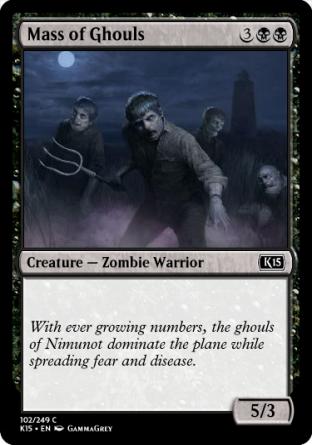 Mass of Ghouls 3
K15
Creature — Zombie Warrior
With ever growing numbers, the ghouls
of Nimunot dominate the plane while
spreading fear and disease.
5/3
102/249 C
K15 • EN GammaGrey